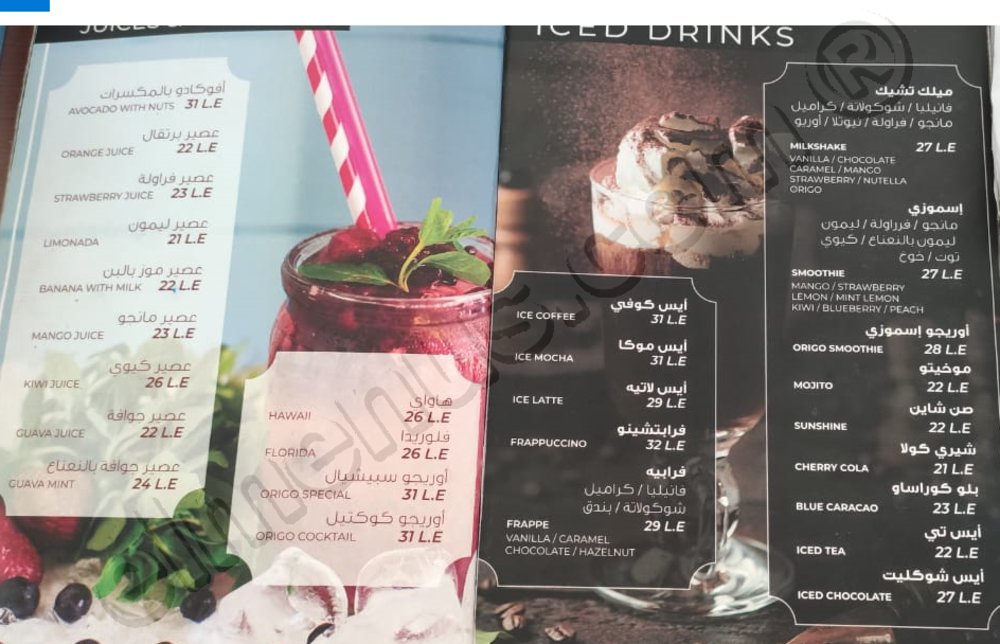 أفوكادو بالمكسرات
AVOCADO WITH NUTS 31 L.E
عصير برتقال
ORANGE JUICE 22 L.E
عصير فراولة
STRAWBERRY JUICE 23 L.E
عصير ليمون
LIMONADA 21 L.E
عصير موز بالبن
BANANA WITH MILK 22 L.E
عصير مانجو
MANGO JUICE 23 L.E
عصير كيوي
KIWI JUICE 26 L.E
عصير جوافة
GUAVA JUICE 22 L.E
عصير جوافة بالنعناع
GUAVA MINT 24 L.E
هاواى
HAWAII 26 L.E
فلوريدا
FLORIDA 26 L.E
أوريجو سبيشيال
ORIGO SPECIAL 31 L.E
أوريجو كوكتيل
ORIGO COCKTAIL 31 L.E
ICED DRINKS
أيس كوفي
ICE COFFEE 31 L.E
أيس موكا
ICE MOCHA 31 L.E
أيس لاتيه
ICE LATTE 29 L.E
فرابتشينو
FRAPPUCCINO 32 L.E
فرابيه
فانيليا / كراميل
شوكولاتة / بندق
FRAPPE 29 L.E
VANILLA / CARAMEL
CHOCOLATE / HAZELNUT
ميلك تشيك
فانيليا / شوكولاتة / كراميل
مانجو / فراولة / نيوتلا / أوريو
MILKSHAKE 27 L.E
VANILLA / CHOCOLATE
CARAMEL / MANGO
STRAWBERRY / NUTELLA
ORIGO
إسموزي
مانجو / فرراولة / ليمون
ليمون بالنعناع / كيوي
توت / خوخ
SMOOTHIE 27 L.E
MANGO / STRAWBERRY
LEMON / MINT LEMON
KIWI / BLUEBERRY / PEACH
أوريجو إسموزي
ORIGO SMOOTHIE 28 L.E
موخيتو
MOJITO 22 L.E
صن شاين
SUNSHINE 22 L.E
شيري كولا
CHERRY COLA 21 L.E
بلو كوراساو
BLUE CARACAO 23 L.E
أيس تي
ICED TEA 22 L.E
أيس شوكليت
ICED CHOCOLATE 27 L.E